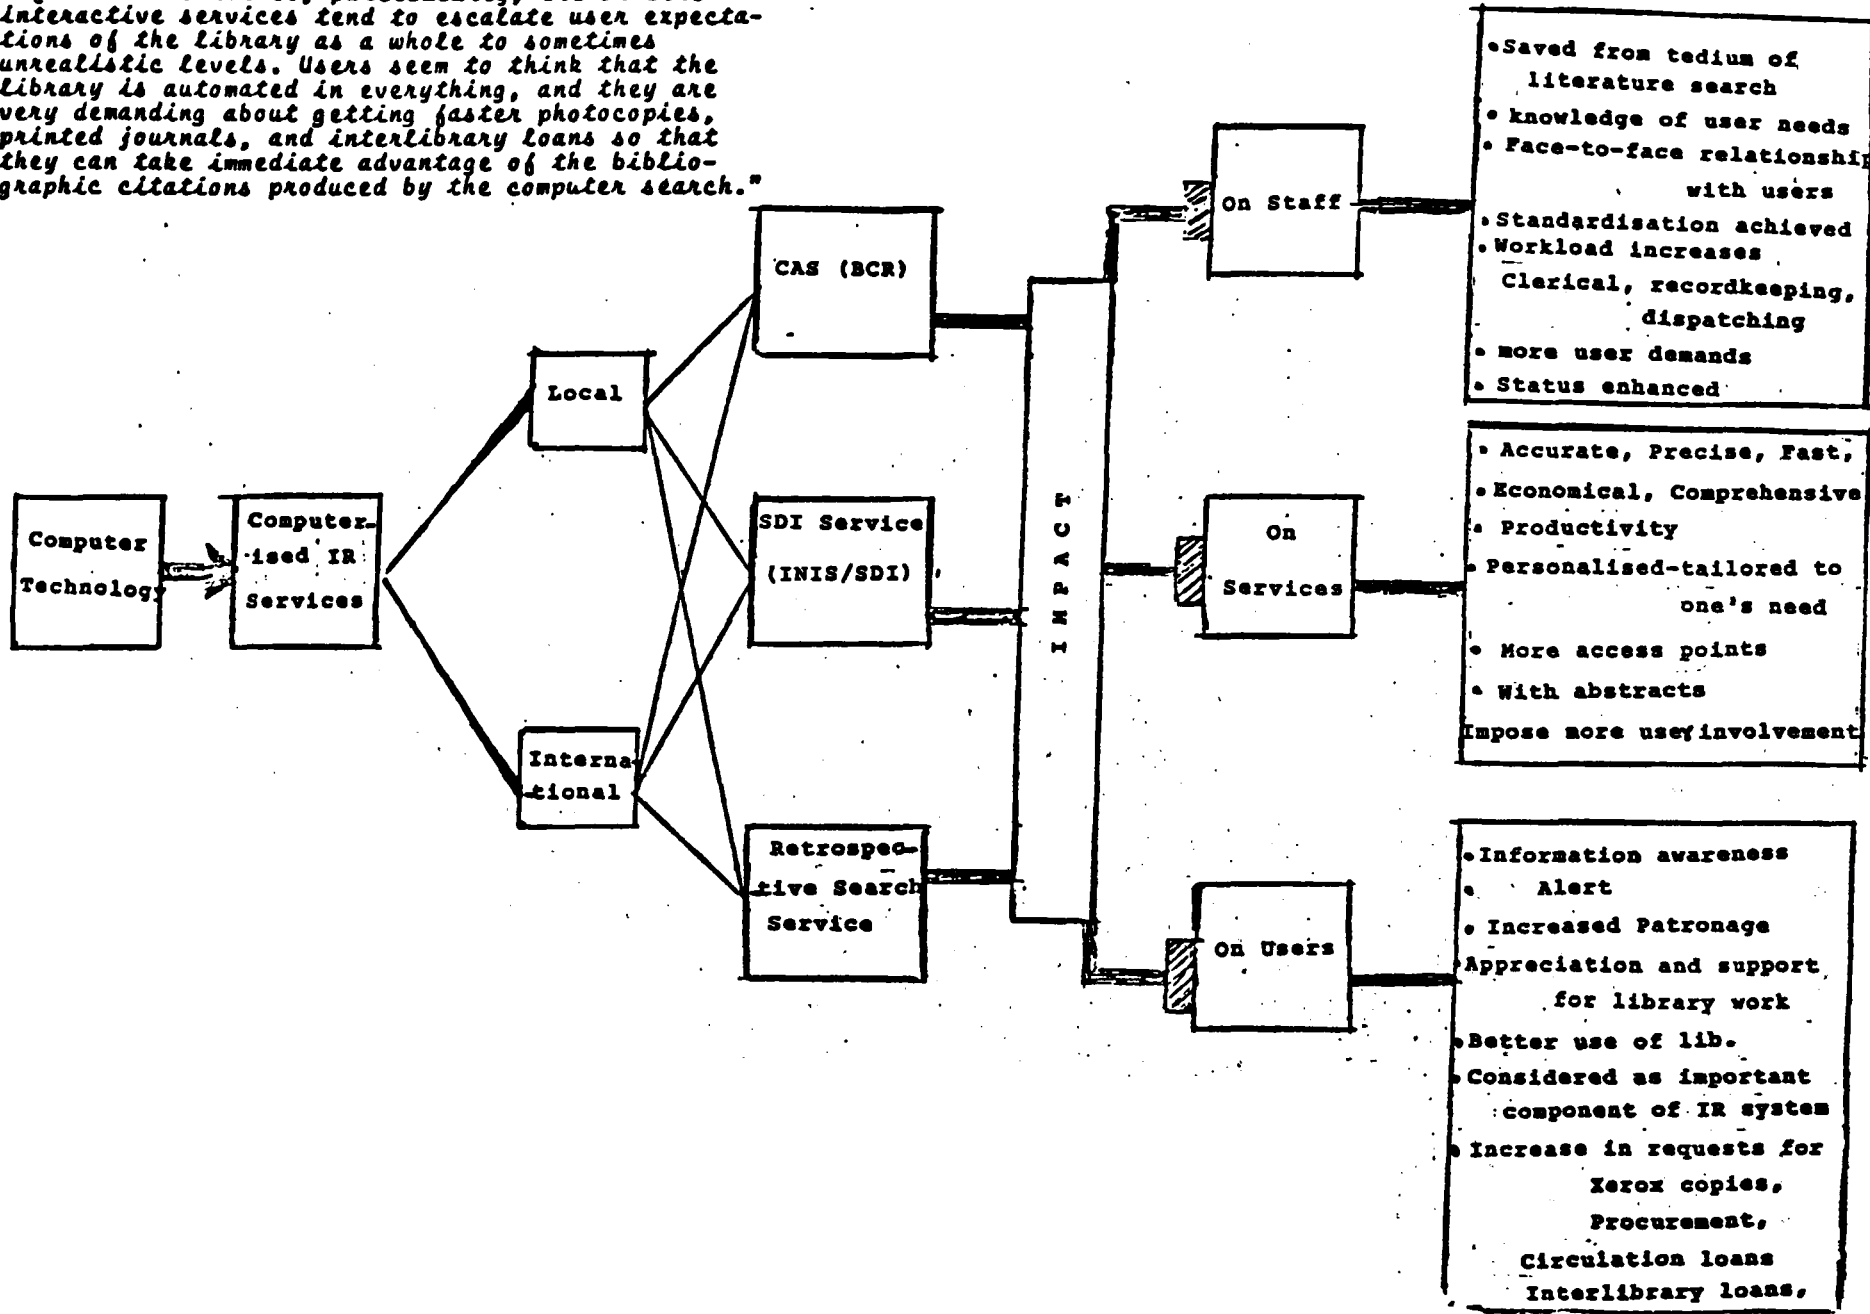 interactive services tend to escalate user expecta-
tions of the library as a whole to sometimes
unrealistic levels. Users seem to think that the
library is automated in everything, and they are
very demanding about getting faster photocopies,
printed journals, and interlibrary loans so that
they can take immediate advantage of the biblio-
graphic citations produced by the computer search."
Computer
Technology
Computer-
ised IR
Services
Local
Interna-
tional
CAS (BCR)
SDI Service
(INIS/SDI)
Retrospec-
tive Search
Service
IMPACT
On Staff
•Saved from tedium of
literature search
• knowledge of user needs
• Face-to-face relationship
with users
•Standardisation achieved
•Workload increases
Clerical, recordkeeping,
dispatching
• more user demands
• Status enhanced
On
Services
• Accurate, Precise, Fast,
•Economical, Comprehensive
• Productivity
• Personalised-tailored to
one's need
• More access points
• With abstracts
Impose more user involvement
On Users
•Information awareness
• Alert
• Increased Patronage
•Appreciation and support
for library work
•Better use of lib.
•Considered as important
component of IR system
•Increase in requests for
Xerox copies,
Procurement,
Circulation loans
Interlibrary loans,